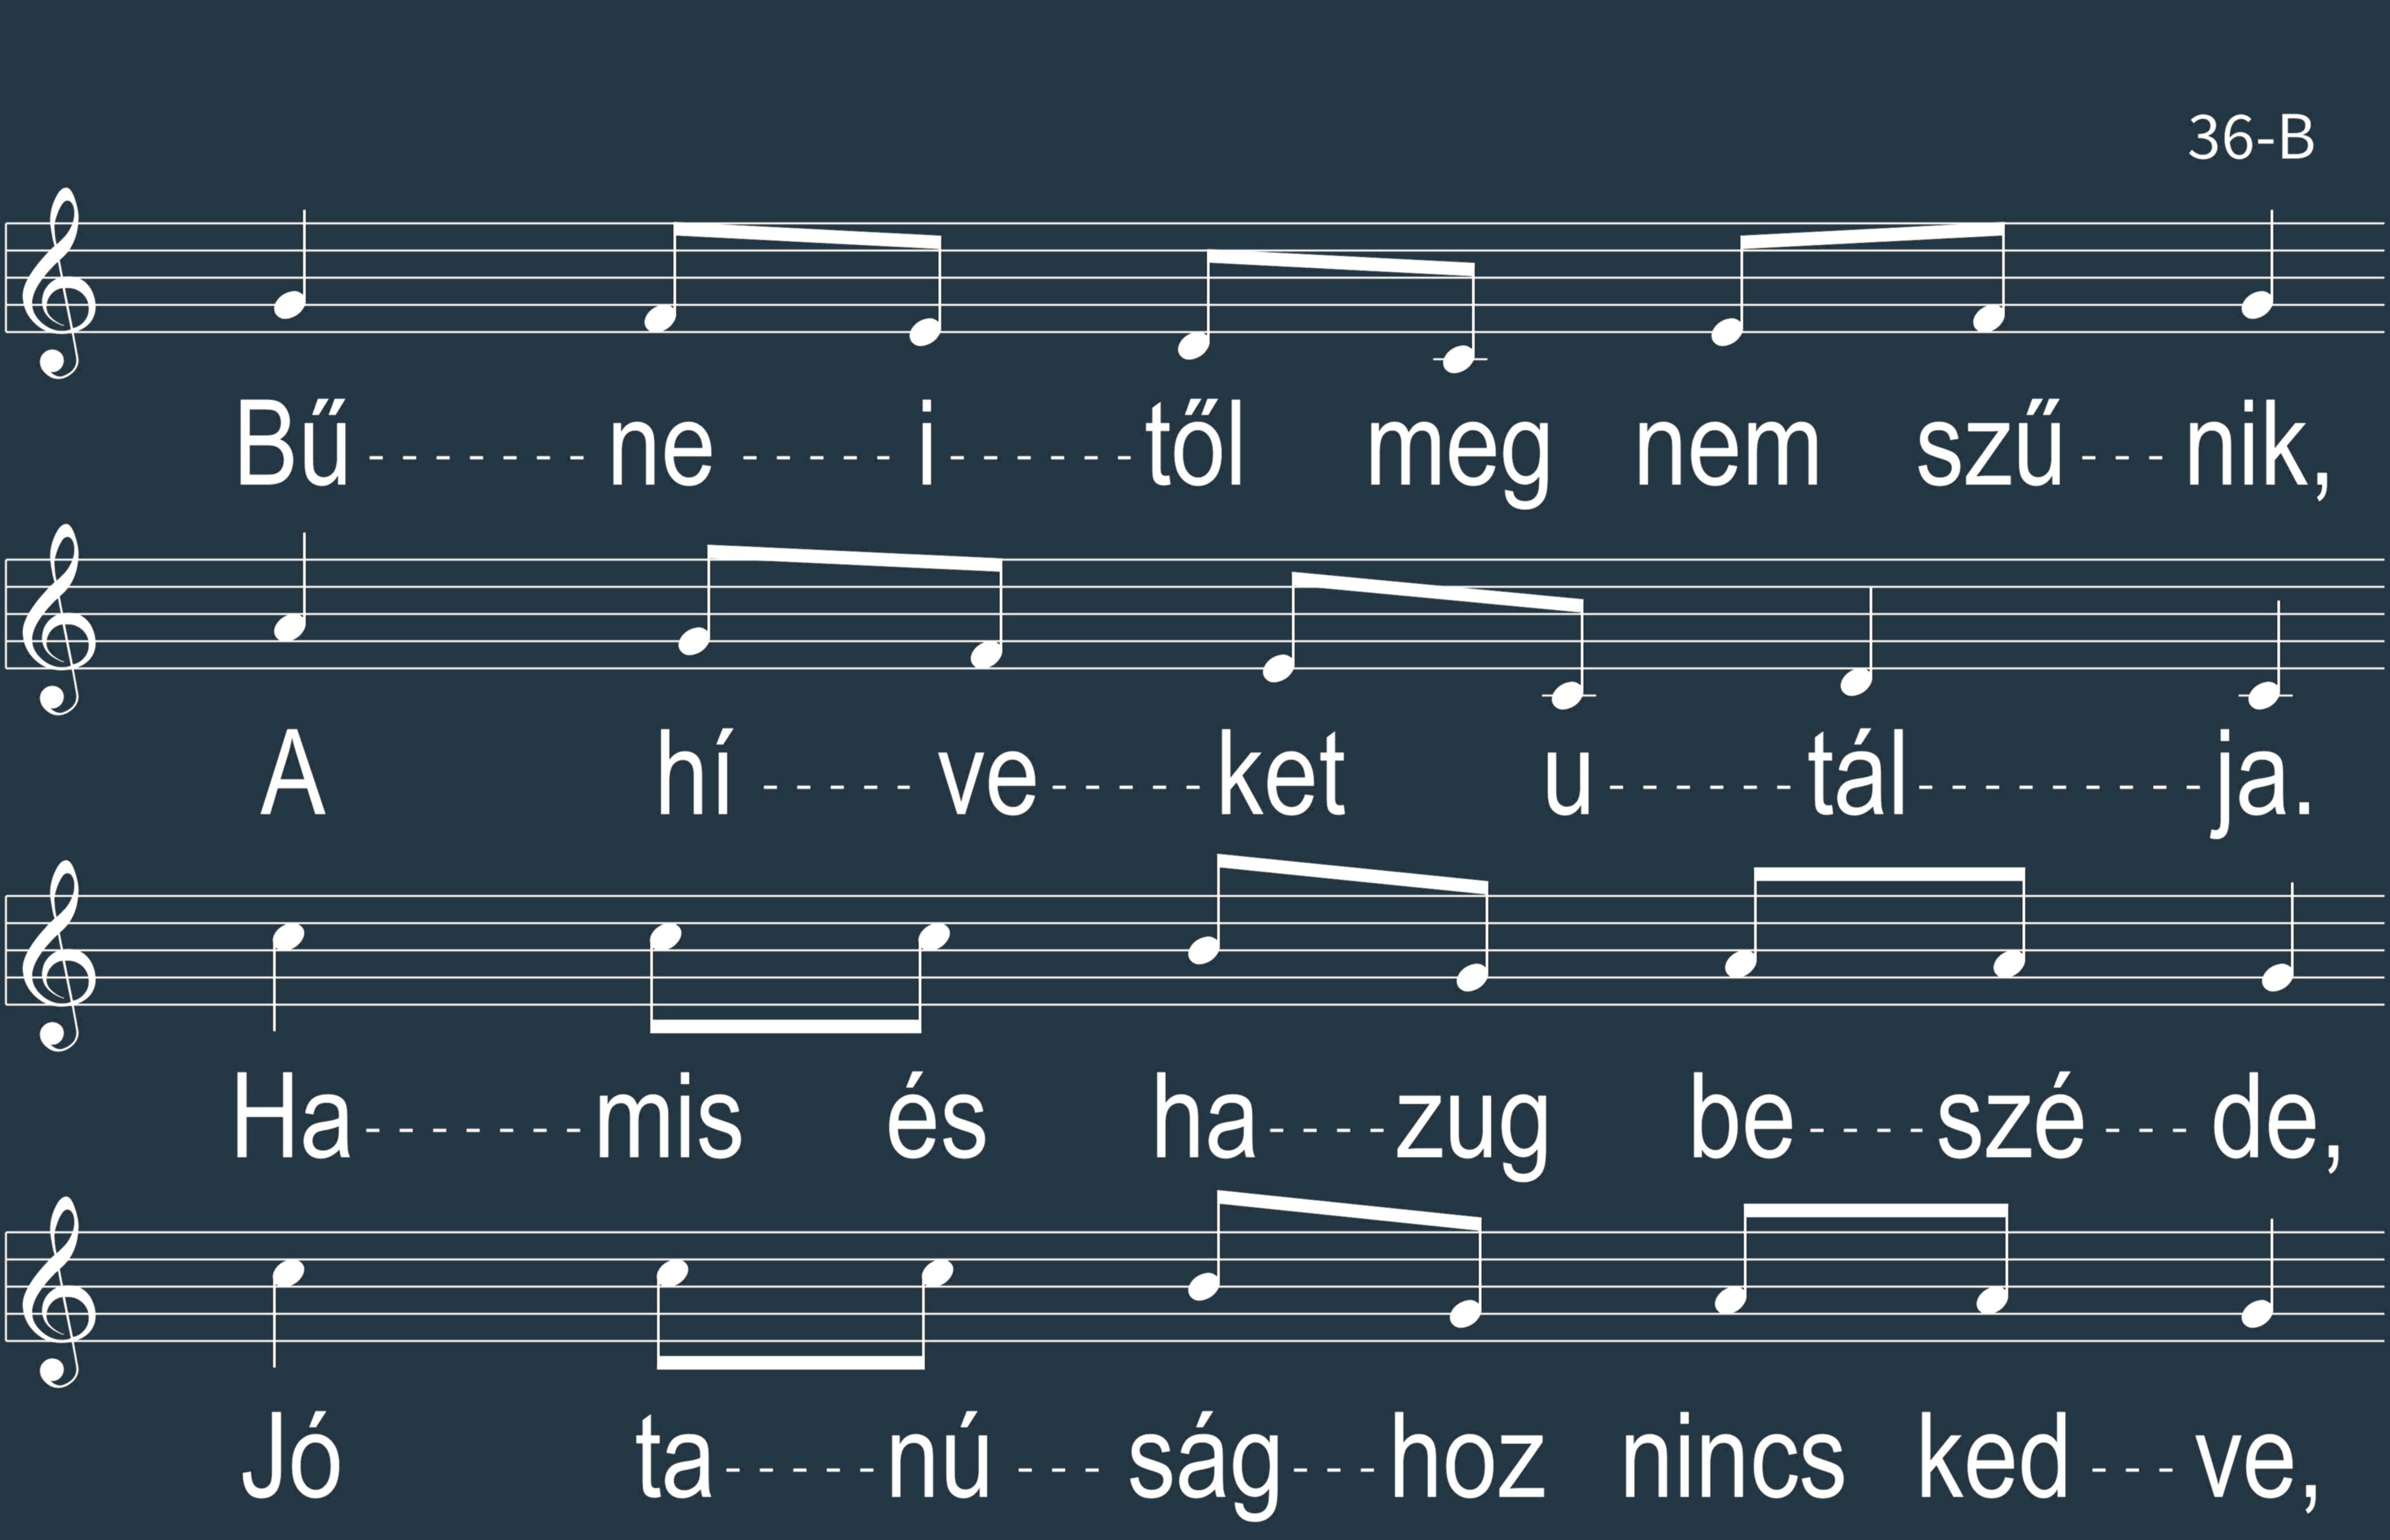 36-B
Bű-------ne-----i------től meg nem szű---nik,
A hí-----ve-----ket u------tál---------ja.
Ha-------mis és ha----zug be----szé---de,
Jó ta-----nú---ság---hoz nincs ked---ve,